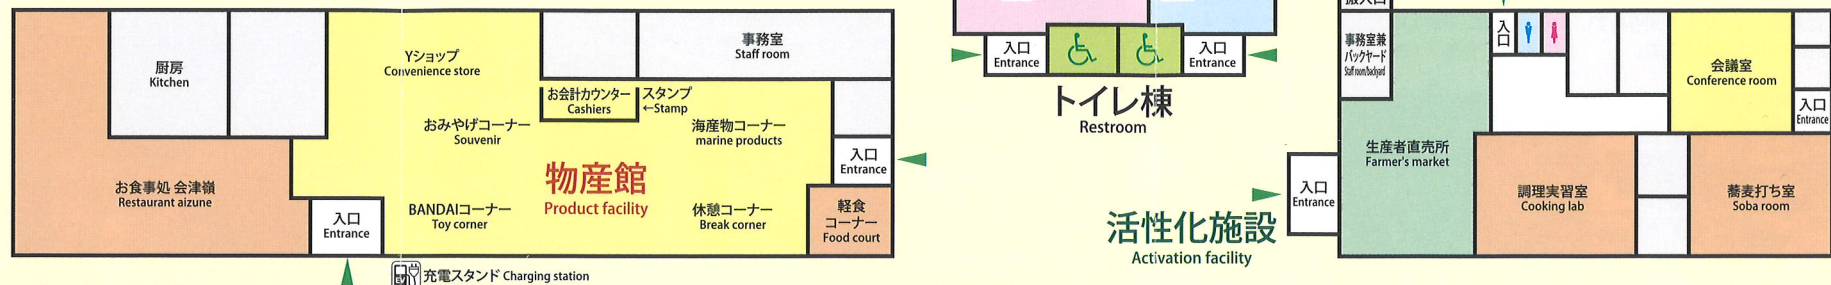 厨房
Kitchen
Yショップ
Convenience store
事務室
Staff room
お会計カウンター
Cashiers
スタンプ
←Stamp
おみやげコーナー
Souvenir
海産物コーナー
marine products
入口
Entrance
物産館
Product facility
お食事処 会津嶺
Restaurant aizune
入口
Entrance
BANDAIコーナー
Toy corner
休憩コーナー
Break corner
軽食
コーナー
Food court
EV
充電スタンド Charging station
入口
Entrance
入口
Entrance
トイレ棟
Restroom
事務室兼
バックヤード
Staff room/backyard
入口
会議室
Conference room
入口
Entrance
生産者直売所
Farmer's market
入口
Entrance
調理実習室
Cooking lab
蕎麦打ち室
Soba room
活性化施設
Activation facility